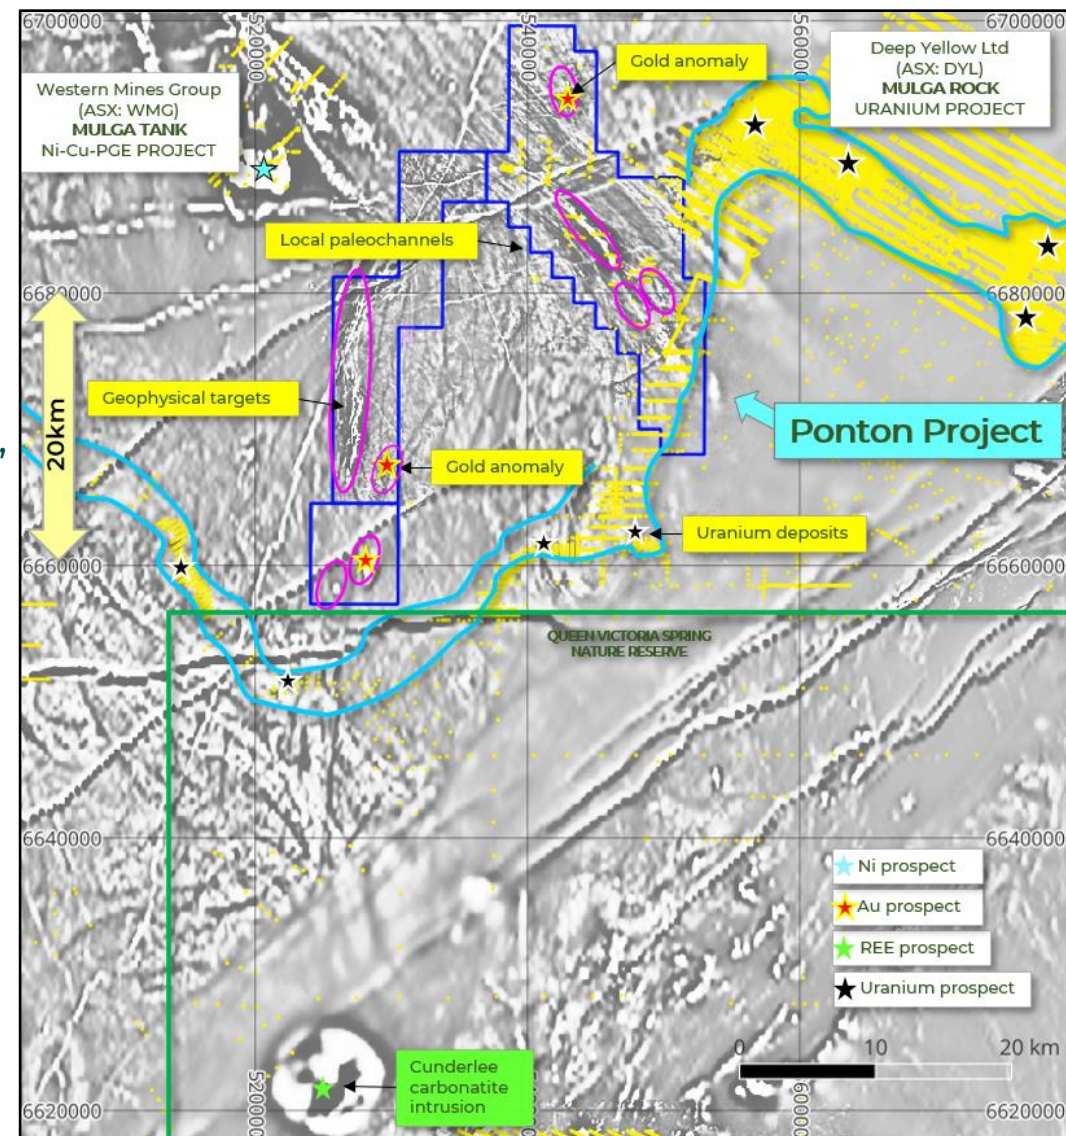 6700000
520000
540000
560000
6700000
Western Mines Group
(ASX: WMG)
MULGA TANK
Ni-Cu-PGE PROJECT
Gold anomaly
Deep Yellow Ltd
(ASX: DYL)
MULGA ROCK
URANIUM PROJECT
Local paleochannels
6680000
6680000
Geophysical targets
20km
,
Ponton Project
Gold anomaly
Uranium deposits
6660000
6660000
QUEEN VICTORIA SPRING
NATURE RESERVE
6640000
6640000
Ni prospect
Au prospect
REE prospect
Uranium prospect
0 10 20 km
Cunderlee
carbonatite
intrusion
520000
6620000
6620000